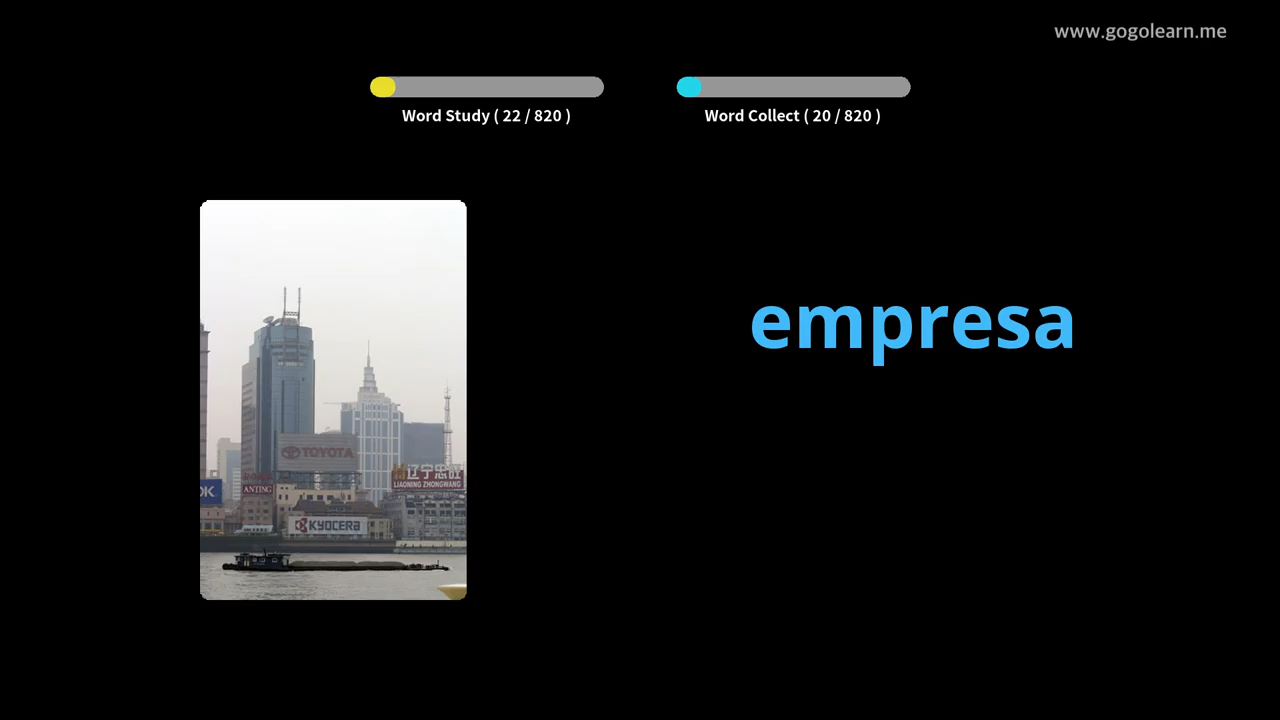 www.gogolearn.me
Word Study ( 22 / 820 )
Word Collect ( 20 / 820 )
empresa
TOYOTA
辽宁忠旺
LIAONING ZHONGWANG
OK
ANTING
KYOCERA